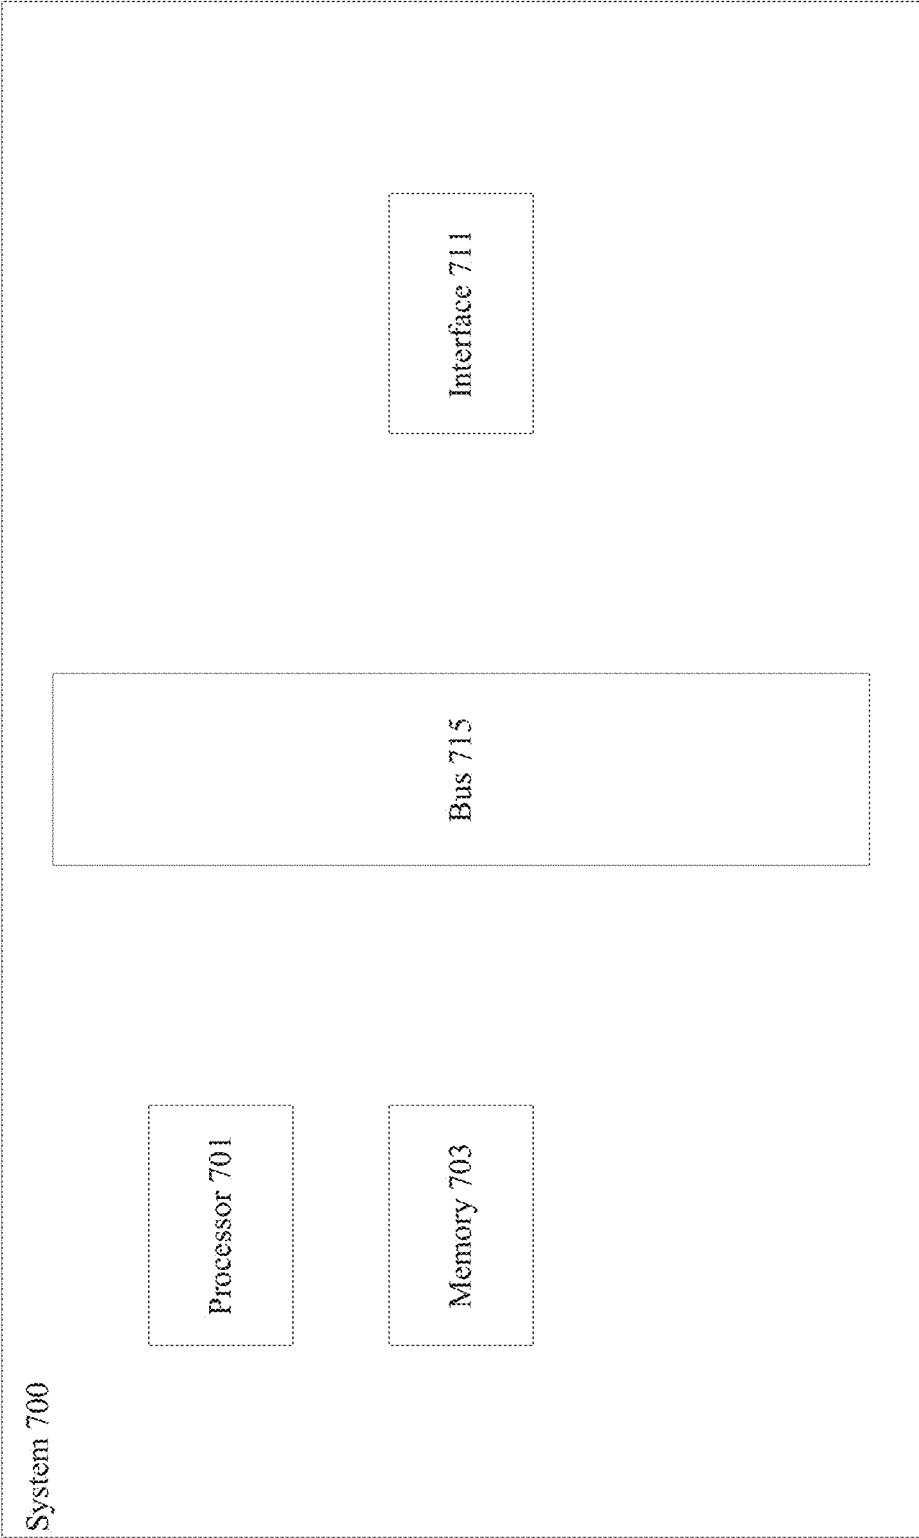 System 700
Processor 701
Memory 703
Bus 715
Interface 711